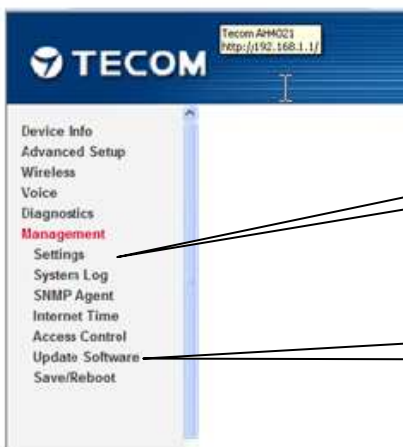 TECOM
Tecom AH4021
http://192.168.1.1/
Device Info
Advanced Setup
Wireless
Voice
Diagnostics
Management
Settings
System Log
SNMP Agent
Internet Time
Access Control
Update Software
Save/Reboot